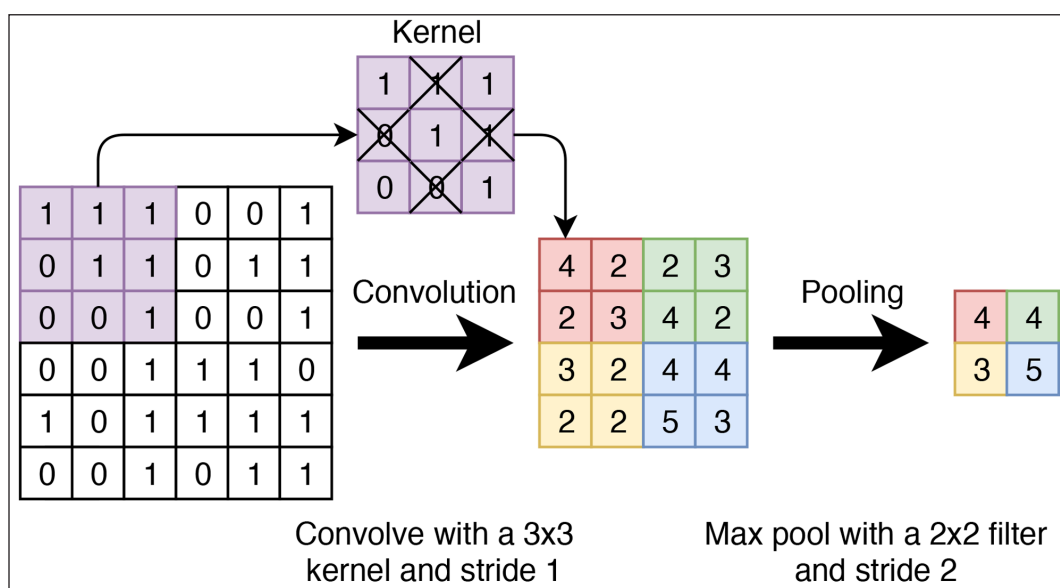 Kernel
1 1 1
0 1 1
0 0 1
1 1 1 0 0 1
0 1 1 0 1 1
0 0 1 0 0 1
0 0 1 1 1 0
1 0 1 1 1 1
0 0 1 0 1 1
Convolution
4 2 2 3
2 3 4 2
3 2 4 4
2 2 5 3
Pooling
4 4
3 5
Convolve with a 3x3
kernel and stride 1
Max pool with a 2x2 filter
and stride 2